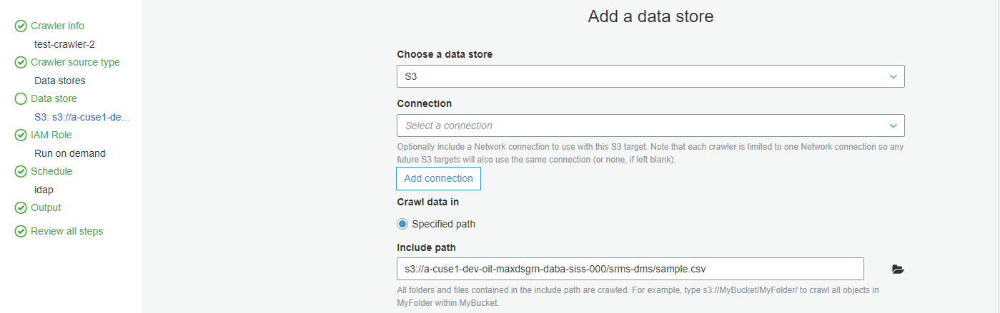 Crawler info
test-crawler-2
Crawler source type
Data stores
Data store
S3: s3://a-cuse1-de...
IAM Role
Run on demand
Schedule
idap
Output
Review all steps
Add a data store
Choose a data store
S3
Connection
Select a connection
Optionally include a Network connection to use with this S3 target. Note that each crawler is limited to one Network connection so any
future S3 targets will also use the same connection (or none, if left blank).
Add connection
Crawl data in
Specified path
Include path
s3://a-cuse1-dev-oit-maxdsgrn-daba-siss-000/srms-dms/sample.csv
All folders and files contained in the include path are crawled. For example, type s3://MyBucket/MyFolder/ to crawl all objects in
MyFolder within MyBucket.